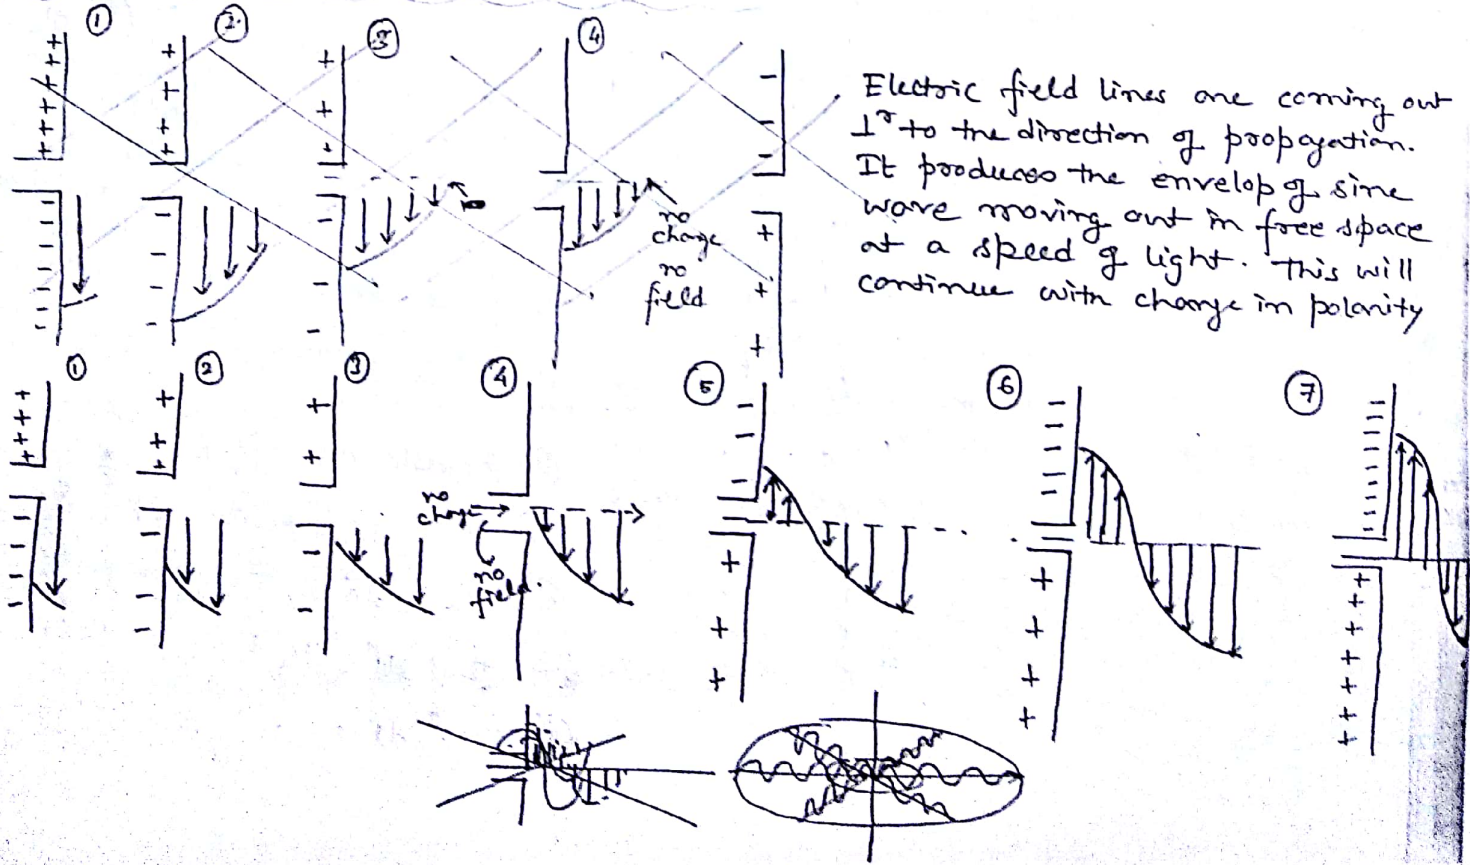 ① ② ③ ④
no
charge
no
field
Electric field lines are coming out
⊥r to the direction of propagation.
It produces the envelop of sine
wave moving out in free space
at a speed of light. This will
continue with change in polarity
① ② ③ ④ ⑤ ⑥ ⑦
no
charge
no
field.